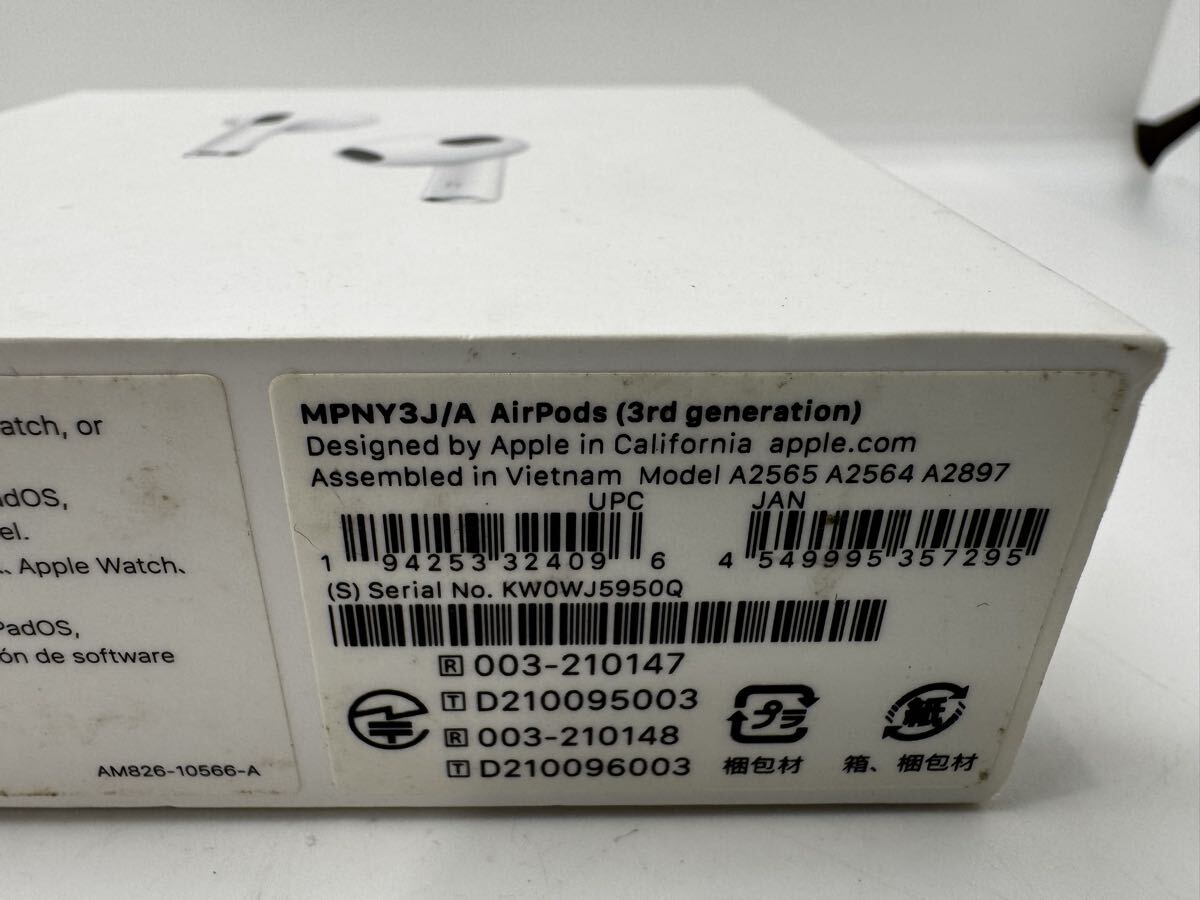 atch, or
adOS,
el.
、Apple Watch、
PadOS,
ón de software
AM826-10566-A
MPNY3J/A AirPods (3rd generation)
Designed by Apple in California apple.com
Assembled in Vietnam Model A2565 A2564 A2897
UPC JAN
1 94253 32409 6 4 549995 357295
(S) Serial No. KW0WJ5950Q
R 003-210147
T D210095003
R 003-210148
T D210096003
プラ 紙
梱包材 箱、梱包材